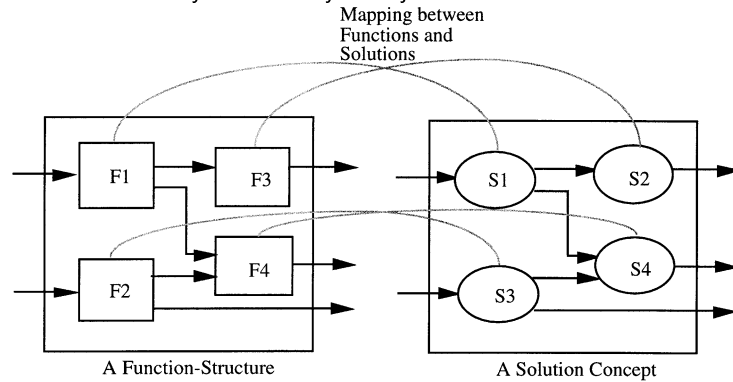 Mapping between
Functions and
Solutions
F1
F3
F2
F4
S1
S2
S3
S4
A Function-Structure
A Solution Concept